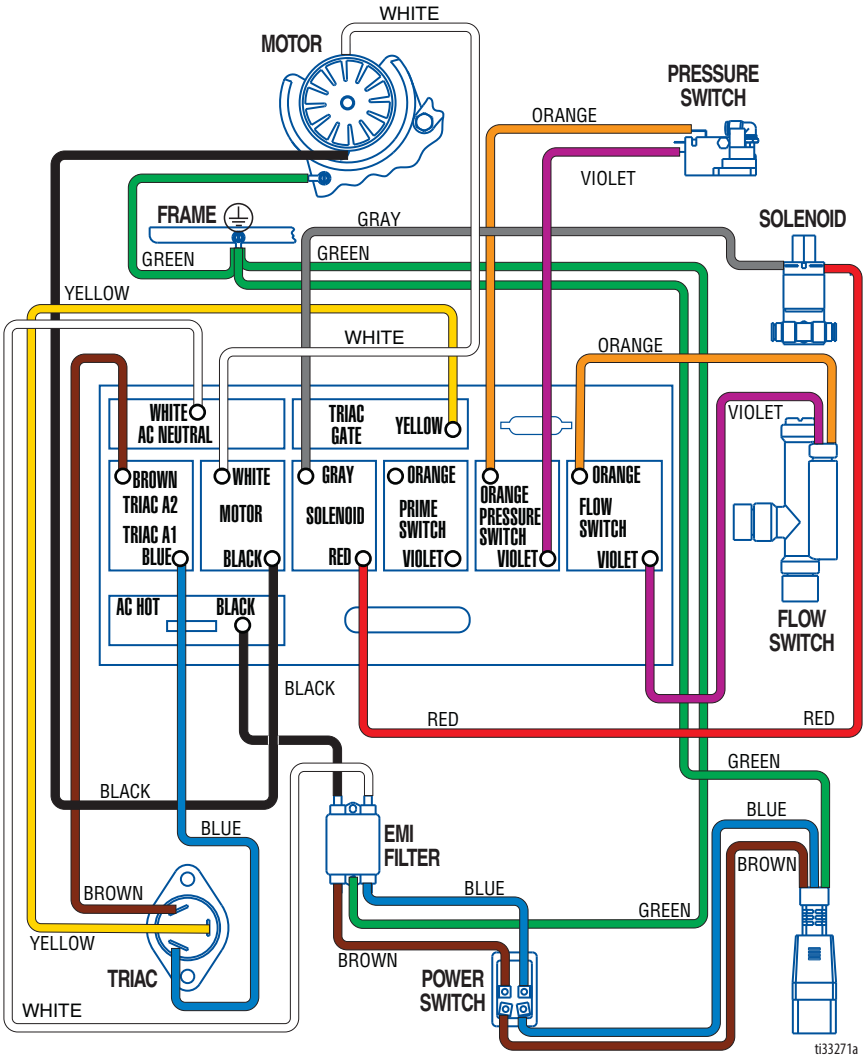 WHITE
MOTOR
PRESSURE
SWITCH
ORANGE
VIOLET
FRAME
GRAY
SOLENOID
GREEN
GREEN
YELLOW
WHITE
ORANGE
WHITE
AC NEUTRAL
TRIAC
GATE
YELLOW
VIOLET
BROWN
TRIAC A2
TRIAC A1
BLUE
WHITE
MOTOR
BLACK
GRAY
SOLENOID
RED
ORANGE
PRIME
SWITCH
VIOLET
ORANGE
PRESSURE
SWITCH
VIOLET
ORANGE
FLOW
SWITCH
VIOLET
AC HOT
BLACK
FLOW
SWITCH
BLACK
RED
RED
GREEN
BLACK
BLUE
EMI
FILTER
BLUE
BROWN
BROWN
BLUE
GREEN
YELLOW
BROWN
TRIAC
POWER
SWITCH
WHITE
ti33271a